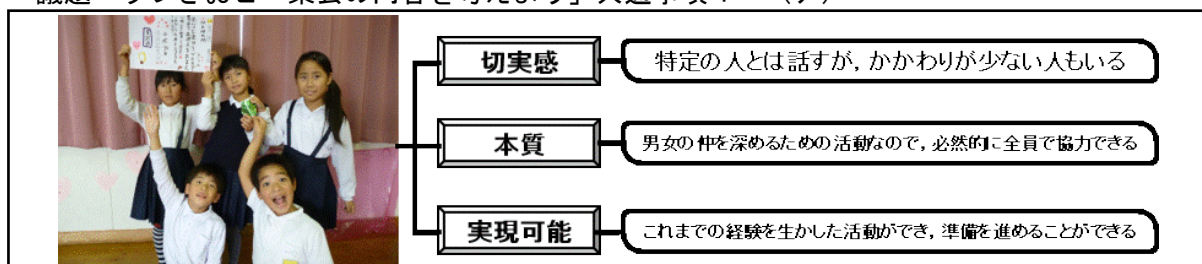 切実感
特定の人とは話すが，かかわりが少ない人もいる
本質
男女の仲を深めるための活動なので，必然的に全員で協力できる
実現可能
これまでの経験を生かした活動ができ，準備を進めることができる